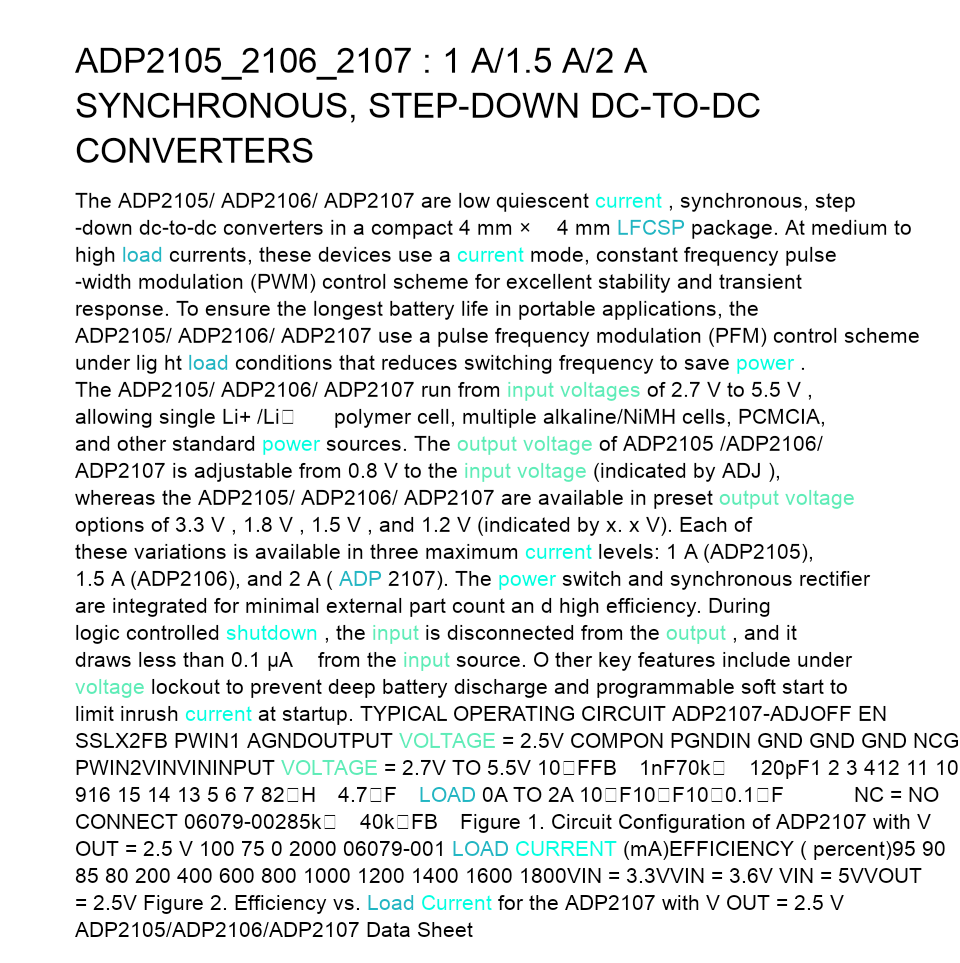 ADP2105_2106_2107 : 1 A/1.5 A/2 A
SYNCHRONOUS, STEP-DOWN DC-TO-DC
CONVERTERS
The ADP2105/ ADP2106/ ADP2107 are low quiescent current , synchronous, step
-down dc-to-dc converters in a compact 4 mm × 4 mm LFCSP package. At medium to
high load currents, these devices use a current mode, constant frequency pulse
-width modulation (PWM) control scheme for excellent stability and transient
response. To ensure the longest battery life in portable applications, the
ADP2105/ ADP2106/ ADP2107 use a pulse frequency modulation (PFM) control scheme
under lig ht load conditions that reduces switching frequency to save power .
The ADP2105/ ADP2106/ ADP2107 run from input voltages of 2.7 V to 5.5 V ,
allowing single Li+ /Li□ polymer cell, multiple alkaline/NiMH cells, PCMCIA,
and other standard power sources. The output voltage of ADP2105 /ADP2106/
ADP2107 is adjustable from 0.8 V to the input voltage (indicated by ADJ ),
whereas the ADP2105/ ADP2106/ ADP2107 are available in preset output voltage
options of 3.3 V , 1.8 V , 1.5 V , and 1.2 V (indicated by x. x V). Each of
these variations is available in three maximum current levels: 1 A (ADP2105),
1.5 A (ADP2106), and 2 A ( ADP 2107). The power switch and synchronous rectifier
are integrated for minimal external part count an d high efficiency. During
logic controlled shutdown , the input is disconnected from the output , and it
draws less than 0.1 µA from the input source. O ther key features include under
voltage lockout to prevent deep battery discharge and programmable soft start to
limit inrush current at startup. TYPICAL OPERATING CIRCUIT ADP2107-ADJOFF EN
SSLX2FB PWIN1 AGNDOUTPUT VOLTAGE = 2.5V COMPON PGNDIN GND GND GND NCG
PWIN2VINVININPUT VOLTAGE = 2.7V TO 5.5V 10□FFB 1nF70k□ 120pF1 2 3 412 11 10
916 15 14 13 5 6 7 82□H 4.7□F LOAD 0A TO 2A 10□F10□F10□0.1□F NC = NO
CONNECT 06079-00285k□ 40k□FB Figure 1. Circuit Configuration of ADP2107 with V
OUT = 2.5 V 100 75 0 2000 06079-001 LOAD CURRENT (mA)EFFICIENCY ( percent)95 90
85 80 200 400 600 800 1000 1200 1400 1600 1800VIN = 3.3VVIN = 3.6V VIN = 5VVOUT
= 2.5V Figure 2. Efficiency vs. Load Current for the ADP2107 with V OUT = 2.5 V
ADP2105/ADP2106/ADP2107 Data Sheet